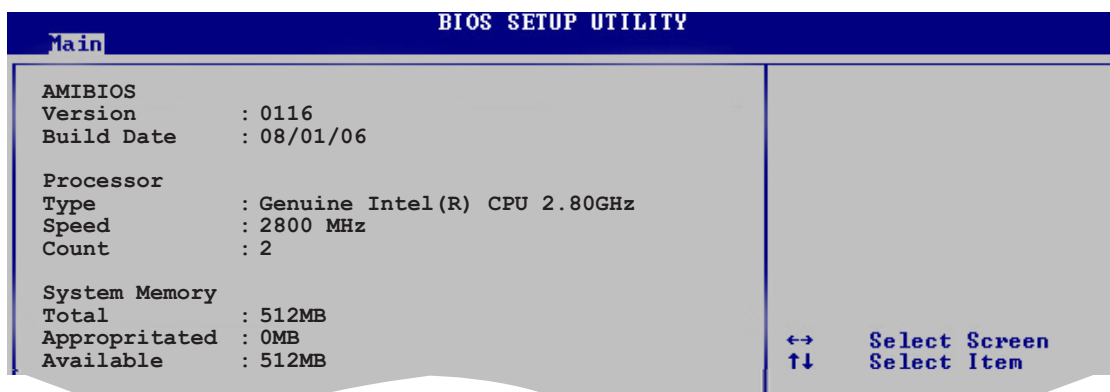 BIOS SETUP UTILITY
Main
AMIBIOS
Version : 0116
Build Date : 08/01/06
Processor
Type : Genuine Intel(R) CPU 2.80GHz
Speed : 2800 MHz
Count : 2
System Memory
Total : 512MB
Appropritated : 0MB
Available : 512MB
←→ Select Screen
↑↓ Select Item